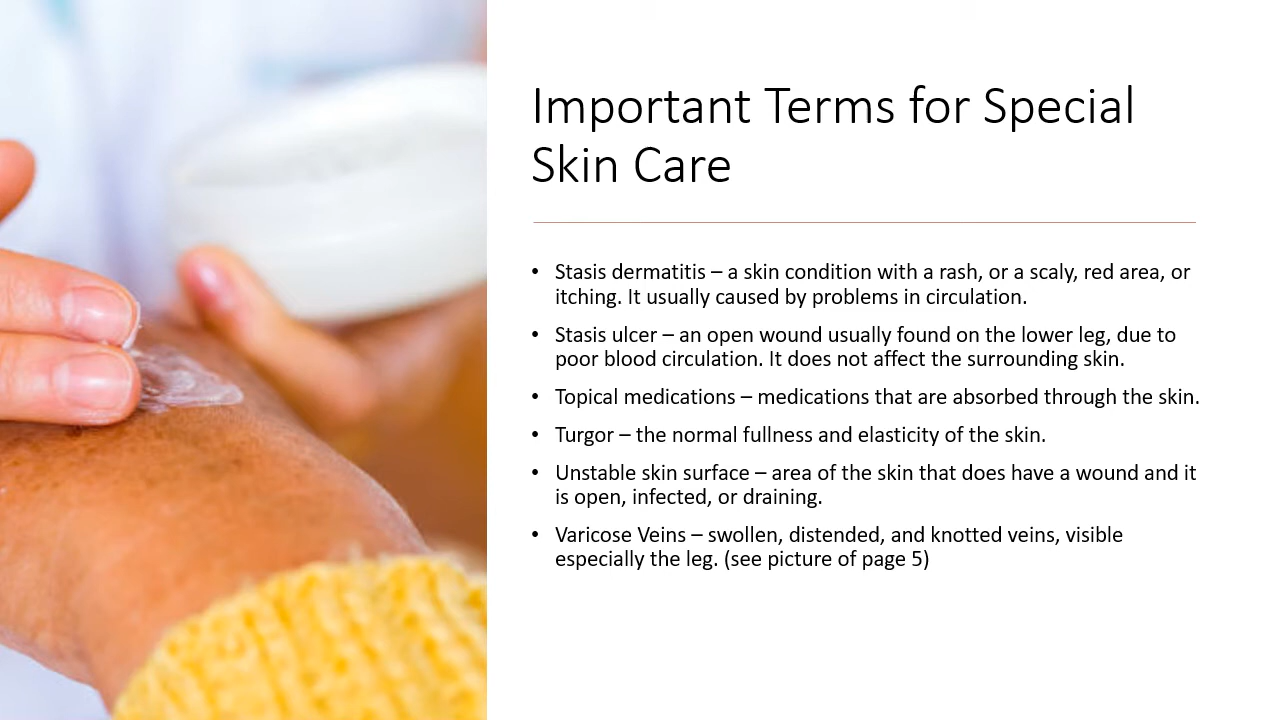 Important Terms for Special
Skin Care
• Stasis dermatitis – a skin condition with a rash, or a scaly, red area, or
itching. It usually caused by problems in circulation.
• Stasis ulcer – an open wound usually found on the lower leg, due to
poor blood circulation. It does not affect the surrounding skin.
• Topical medications – medications that are absorbed through the skin.
• Turgor – the normal fullness and elasticity of the skin.
• Unstable skin surface – area of the skin that does have a wound and it
is open, infected, or draining.
• Varicose Veins – swollen, distended, and knotted veins, visible
especially the leg. (see picture of page 5)